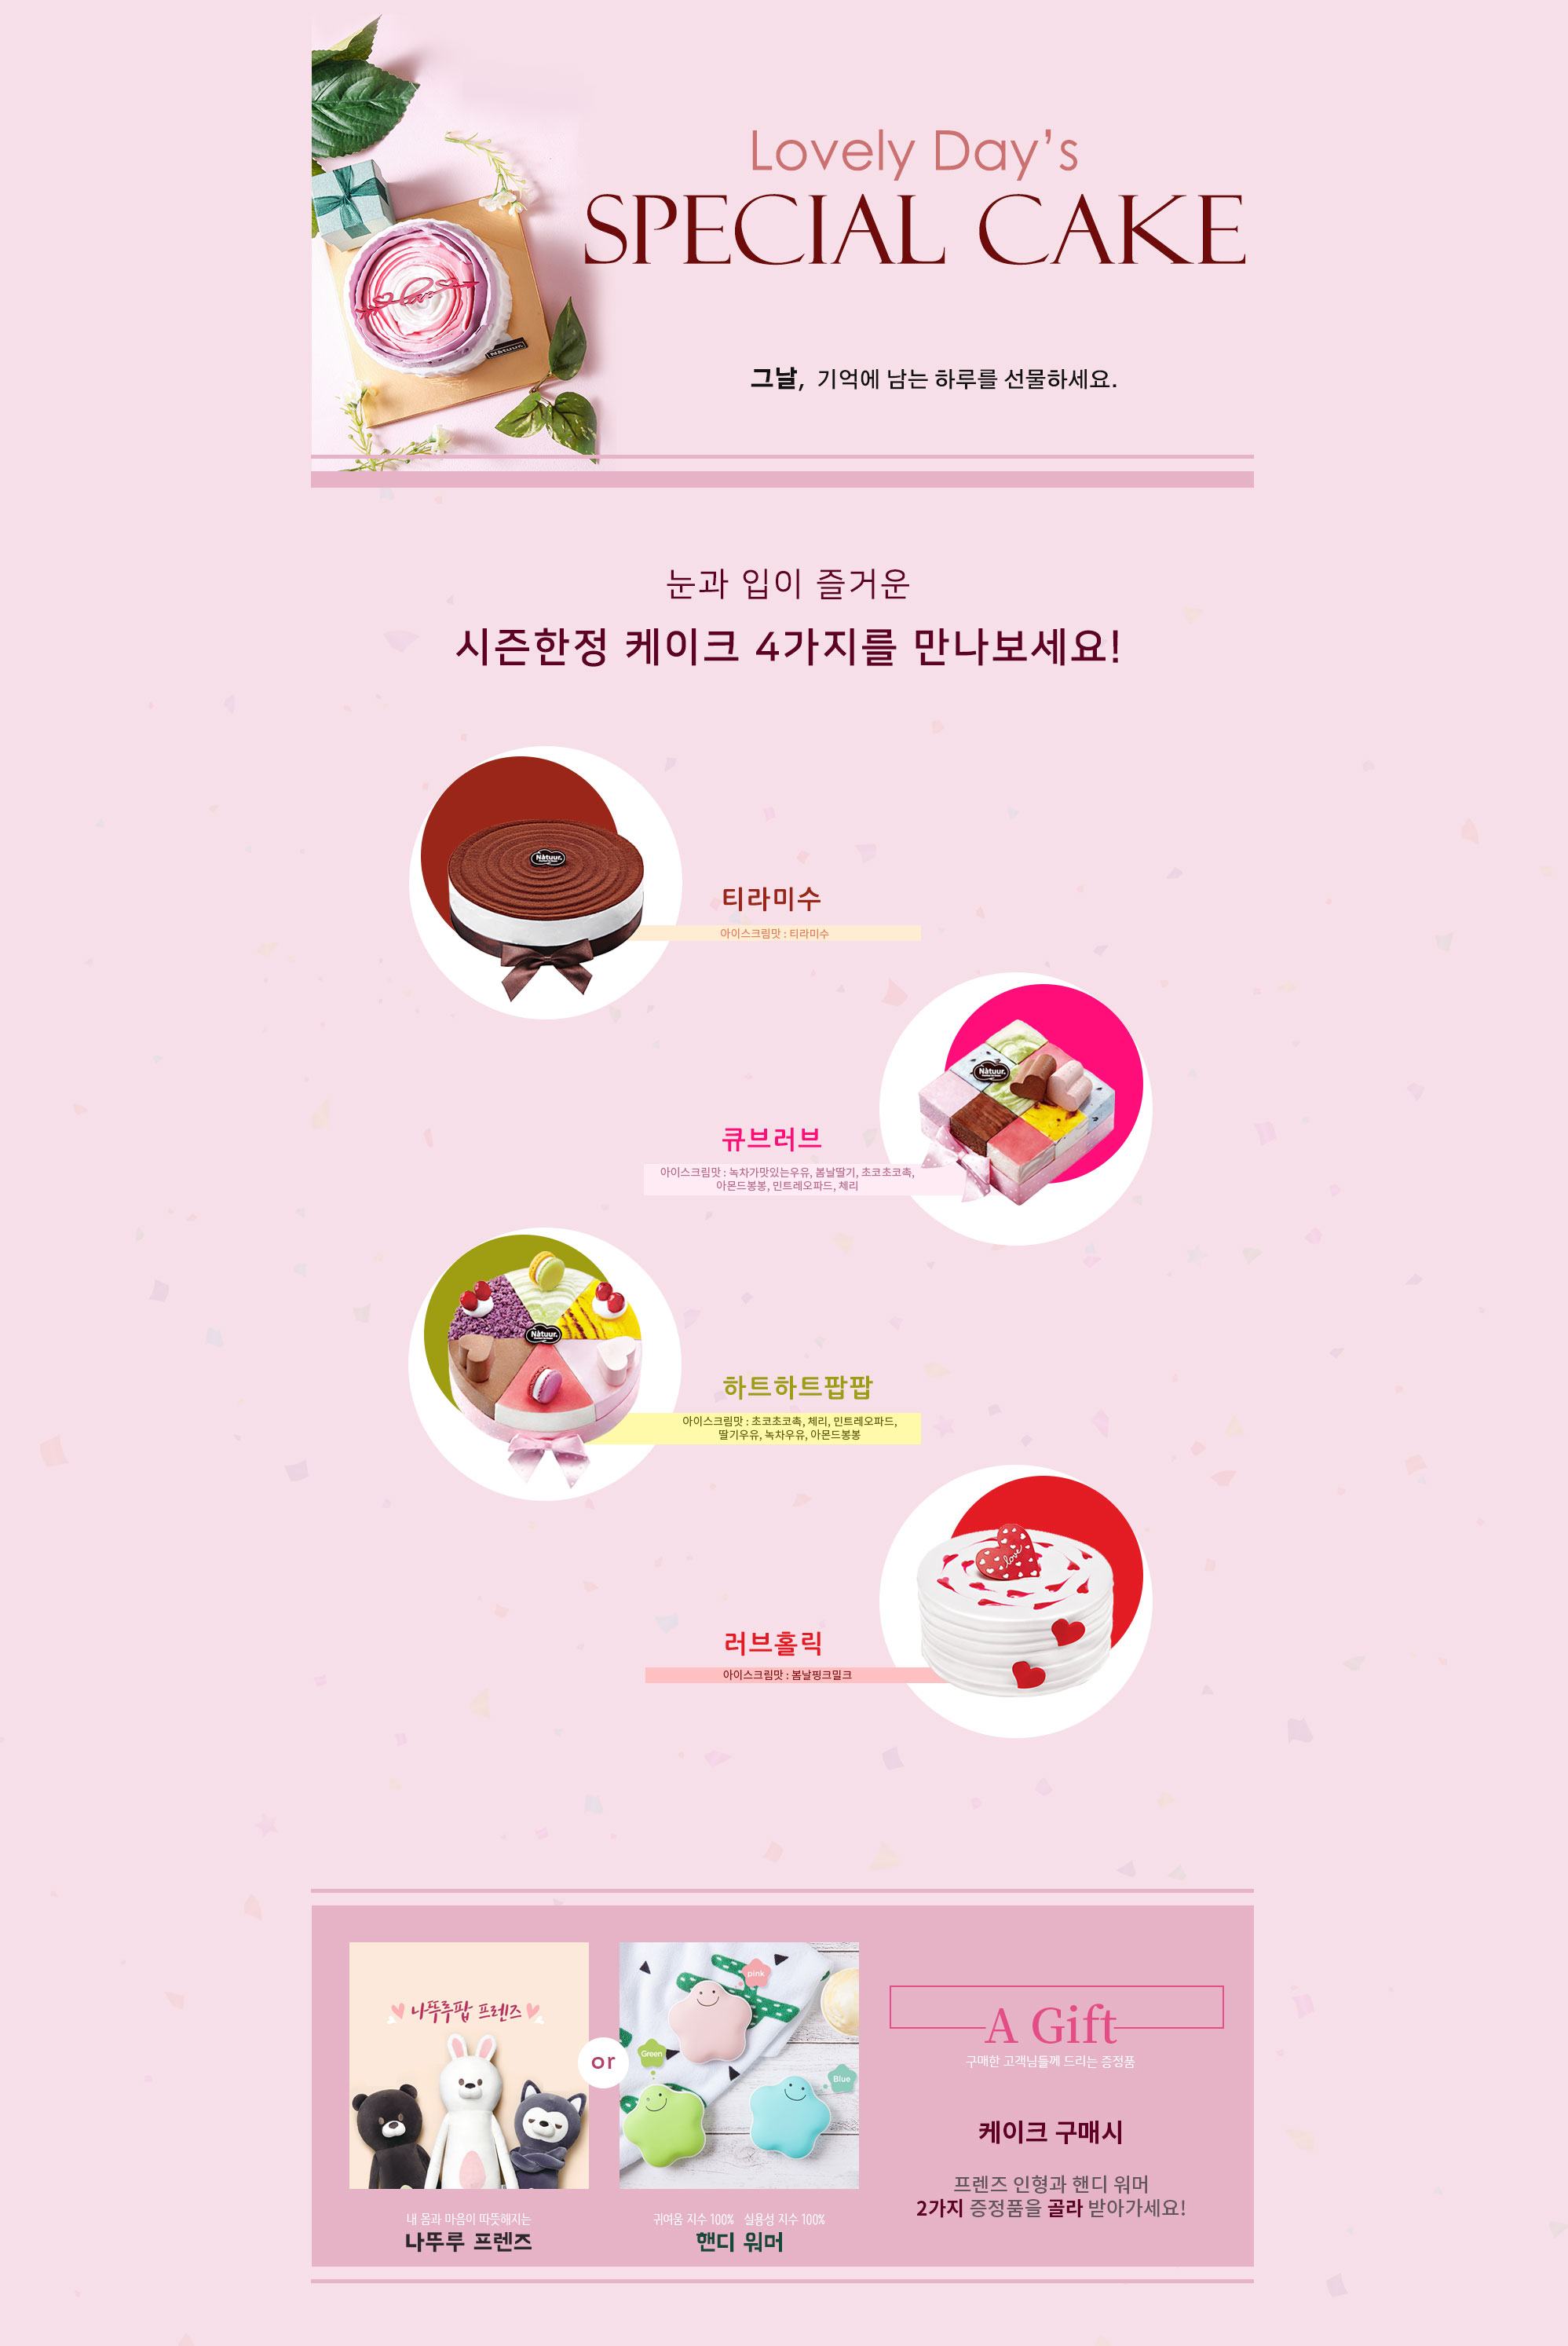 Lovely Day's
SPECIAL CAKE
love
Nàtuur.
그날, 기억에 남는 하루를 선물하세요.
눈과 입이 즐거운
시즌한정 케이크 4가지를 만나보세요!
Nàtuur.
티라미수
아이스크림맛 : 티라미수
Nàtuur.
큐브러브
아이스크림맛 : 녹차가맛있는우유, 봄날딸기, 초코초코촉,
아몬드봉봉, 민트레오파드, 체리
Nàtuur.
하트하트팝팝
아이스크림맛 : 초코초코촉, 체리, 민트레오파드,
딸기우유, 녹차우유, 아몬드봉봉
love
러브홀릭
아이스크림맛 : 봄날핑크밀크
나뚜루팝 프렌즈
or
pink
Green
Blue
내 몸과 마음이 따뜻해지는
나뚜루 프렌즈
귀여움 지수 100% 실용성 지수 100%
핸디 워머
A Gift
구매한 고객님들께 드리는 증정품
케이크 구매시
프렌즈 인형과 핸디 워머
2가지 증정품을 골라 받아가세요!